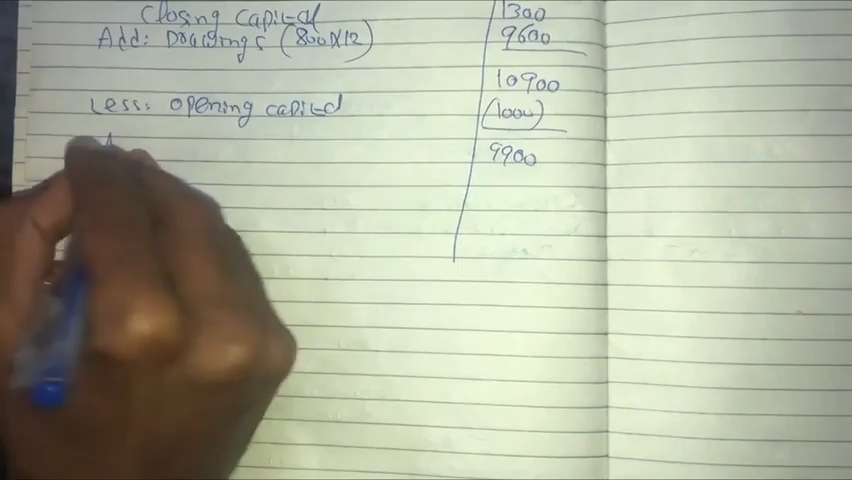 Closing capital 1300
Add: Drawings (800X12) 9600
10900
Less: opening capital (1000)
9900
A